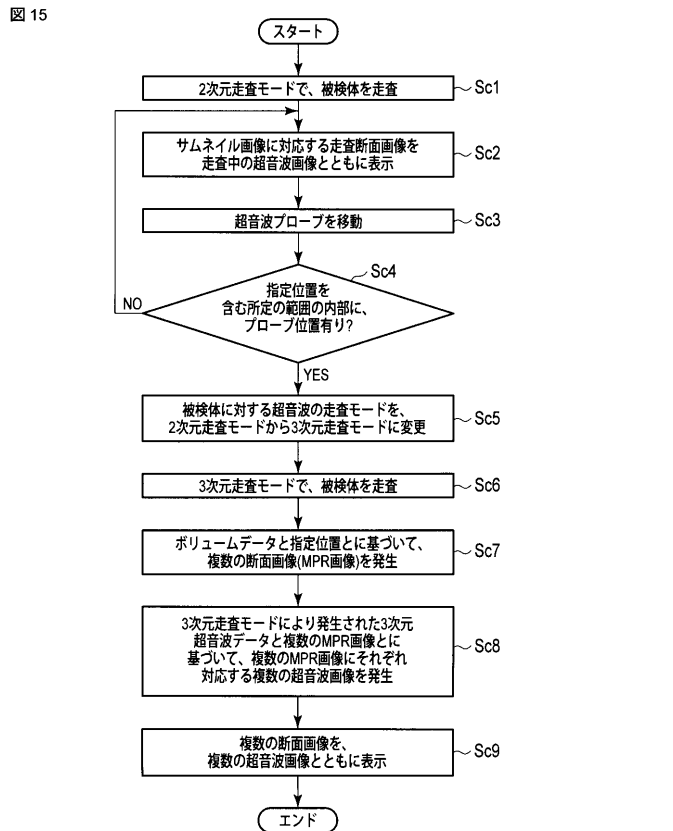 図 15
スタート
2次元走査モードで、被検体を走査
Sc1
サムネイル画像に対応する走査断面画像を
走査中の超音波画像とともに表示
Sc2
超音波プローブを移動
Sc3
Sc4
指定位置を
含む所定の範囲の内部に、
プローブ位置有り?
NO
YES
被検体に対する超音波の走査モードを、
2次元走査モードから3次元走査モードに変更
Sc5
3次元走査モードで、被検体を走査
Sc6
ボリュームデータと指定位置とに基づいて、
複数の断面画像(MPR画像)を発生
Sc7
3次元走査モードにより発生された3次元
超音波データと複数のMPR画像とに
基づいて、複数のMPR画像にそれぞれ
対応する複数の超音波画像を発生
Sc8
複数の断面画像を、
複数の超音波画像とともに表示
Sc9
エンド